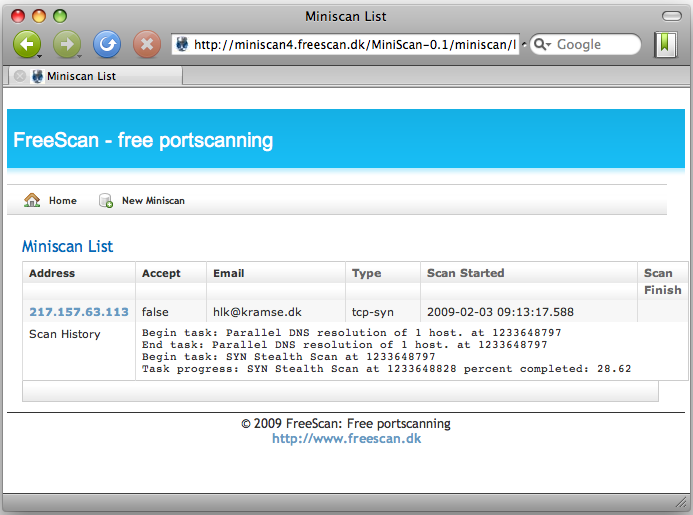 Miniscan List
http://miniscan4.freescan.dk/MiniScan-0.1/miniscan/l
Google
Miniscan List
FreeScan - free portscanning
Home New Miniscan
Miniscan List
Address Accept Email Type Scan Started Scan
Finish
217.157.63.113 false hlk@kramse.dk tcp-syn 2009-02-03 09:13:17.588
Scan History
Begin task: Parallel DNS resolution of 1 host. at 1233648797
End task: Parallel DNS resolution of 1 host. at 1233648797
Begin task: SYN Stealth Scan at 1233648797
Task progress: SYN Stealth Scan at 1233648828 percent completed: 28.62
© 2009 FreeScan: Free portscanning
http://www.freescan.dk